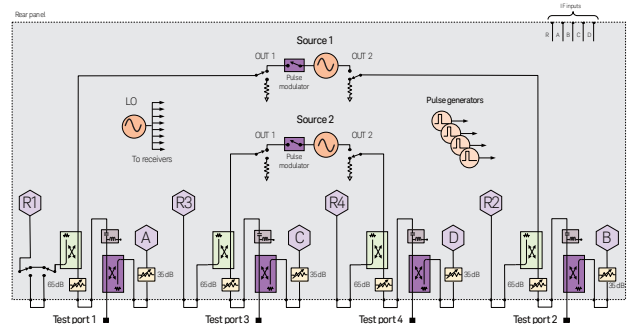 Rear panel
IF inputs
R A B C D
Source 1
OUT 1
OUT 2
Pulse
modulator
LO
To receivers
Pulse generators
Source 2
OUT 1
OUT 2
Pulse
modulator
R1
A
R3
C
R4
D
R2
B
65dB
35dB
65dB
35dB
65dB
35dB
65dB
35dB
Test port 1
Test port 3
Test port 4
Test port 2